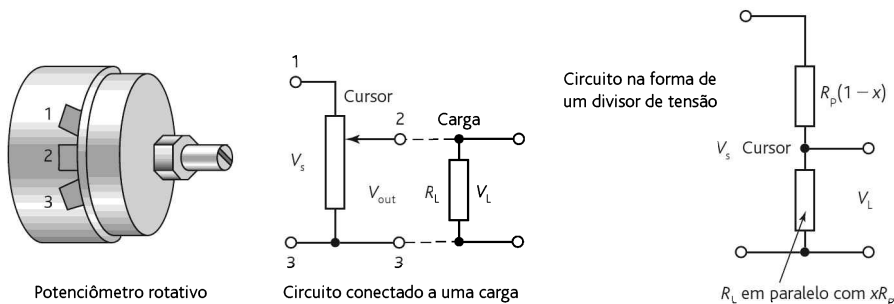 1
2
3
Potenciômetro rotativo
1
Cursor
2
Carga
Vs
Vout
RL
VL
3
3
Circuito conectado a uma carga
Circuito na forma de
um divisor de tensão
Rp(1 – x)
Vs
Cursor
VL
RL em paralelo com xRp